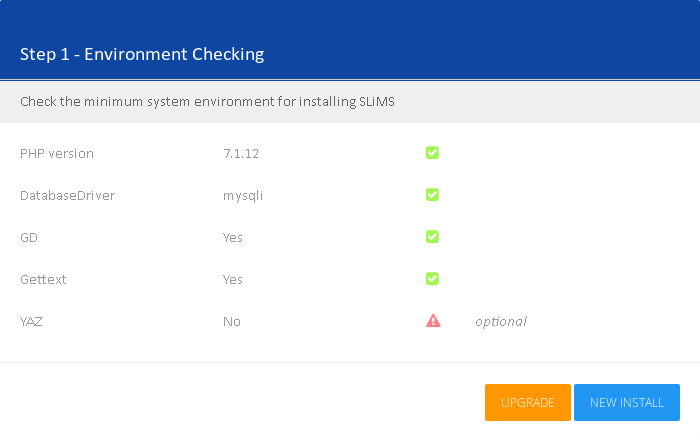 Step 1 - Environment Checking
Check the minimum system environment for installing SLiMS
PHP version 7.1.12
DatabaseDriver mysqli
GD Yes
Gettext Yes
YAZ No optional
UPGRADE NEW INSTALL